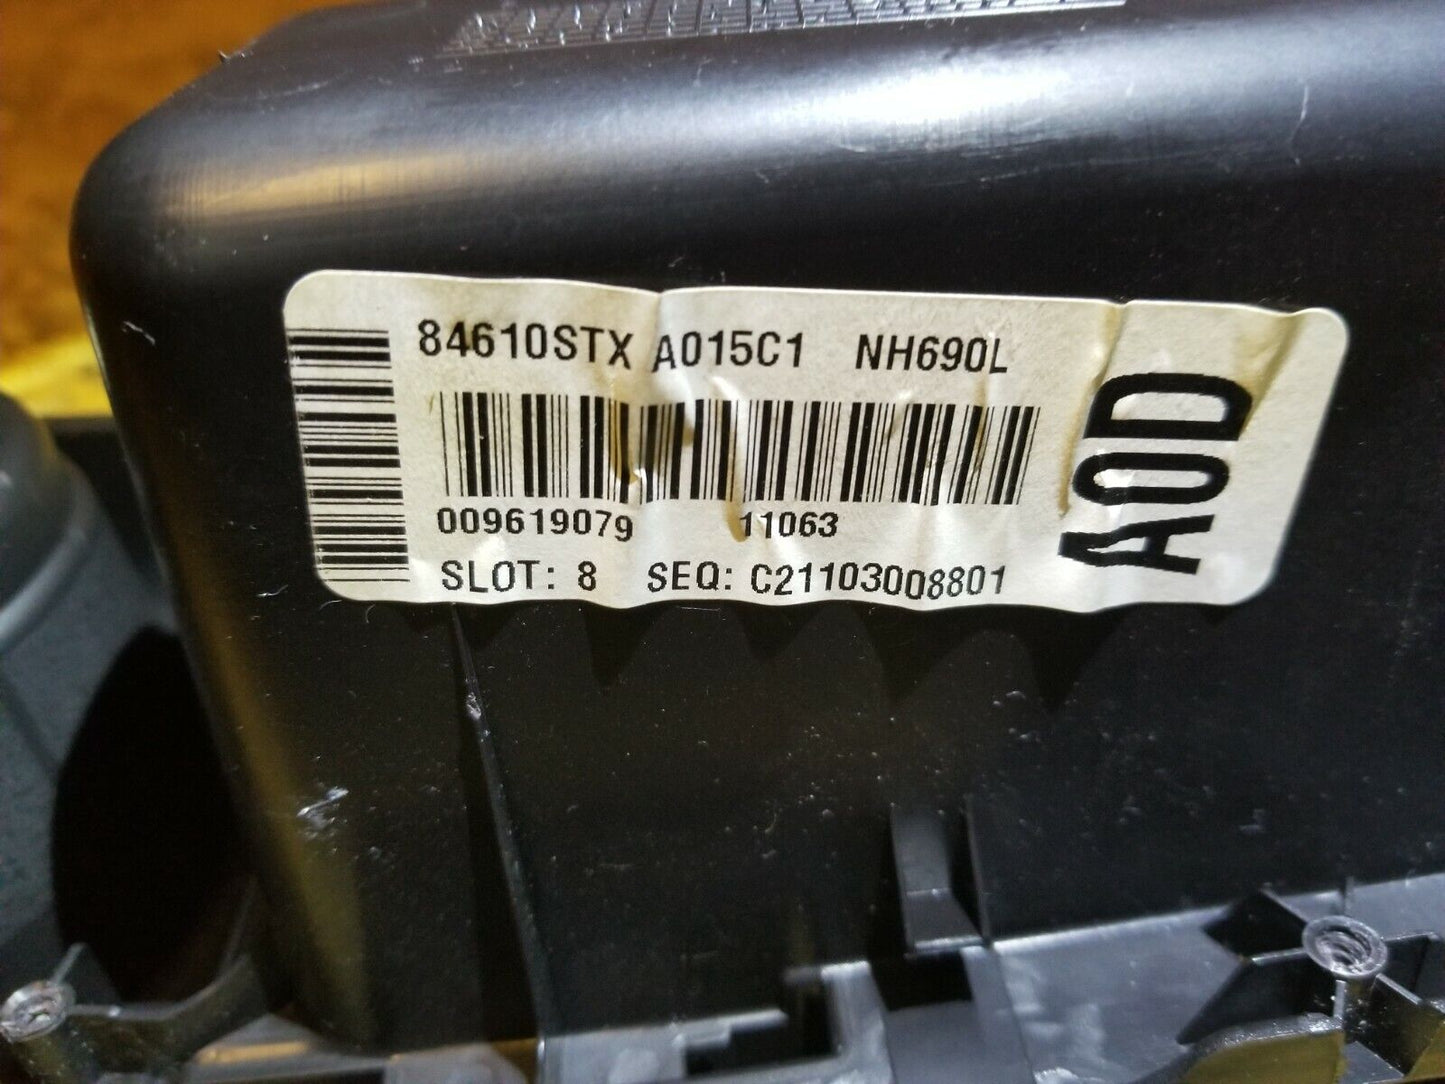 84610STX A015C1 NH690L
009619079 11063
SLOT: 8 SEQ: C21103008801
A0D